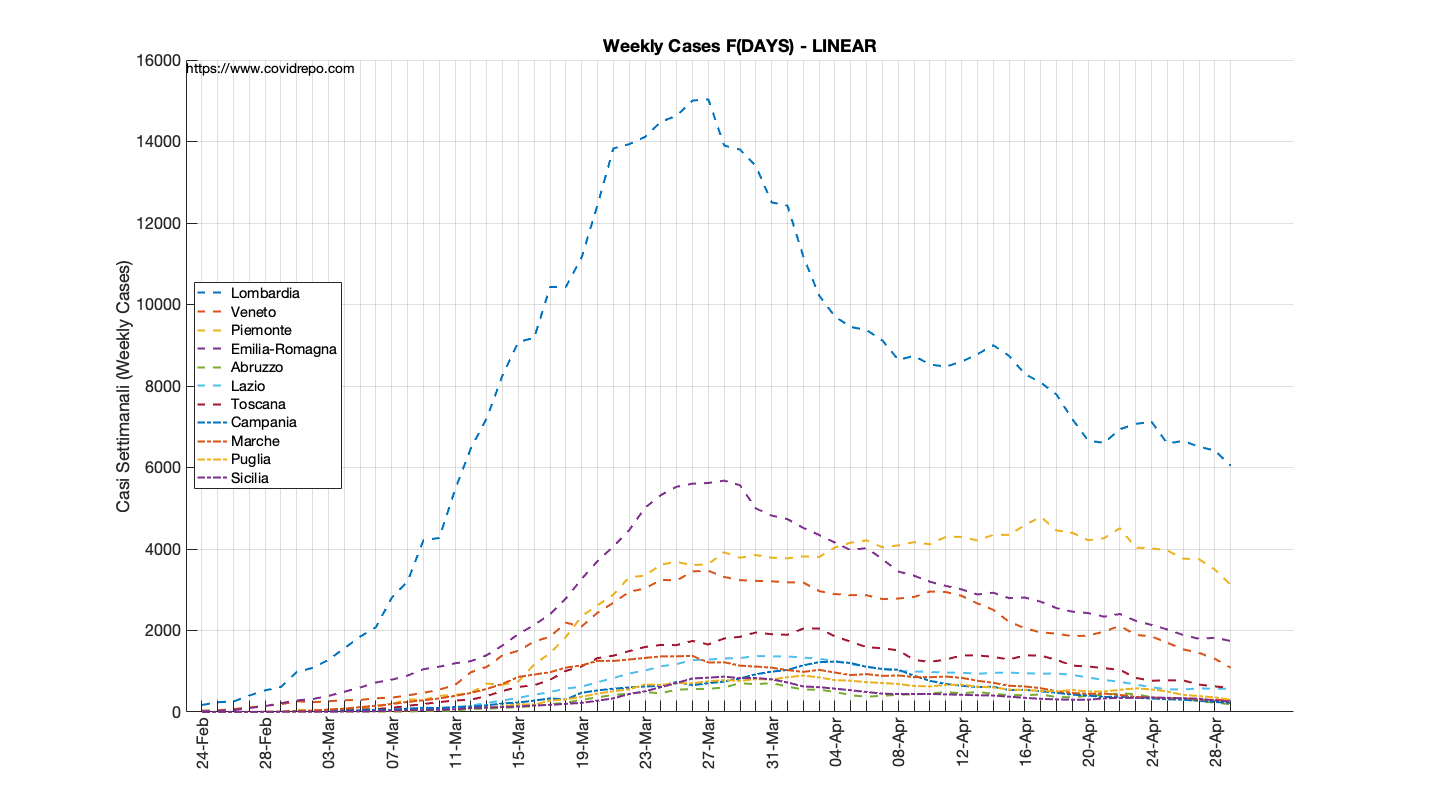 Weekly Cases F(DAYS) - LINEAR
https://www.covidrepo.com
Casi Settimanali (Weekly Cases)
16000
14000
12000
10000
8000
6000
4000
2000
0
Lombardia
Veneto
Piemonte
Emilia-Romagna
Abruzzo
Lazio
Toscana
Campania
Marche
Puglia
Sicilia
24-Feb
28-Feb
03-Mar
07-Mar
11-Mar
15-Mar
19-Mar
23-Mar
27-Mar
31-Mar
04-Apr
08-Apr
12-Apr
16-Apr
20-Apr
24-Apr
28-Apr